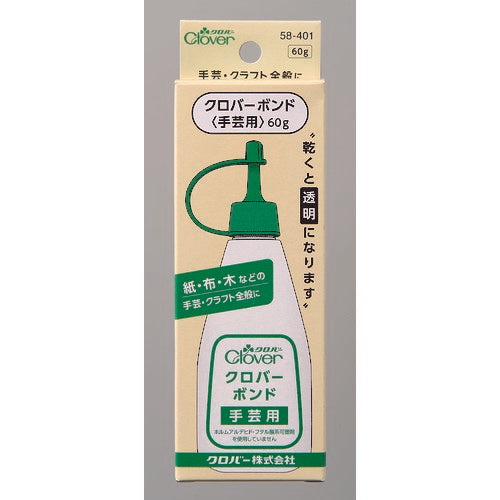 クロバー
Clover
58-401
60g
手芸・クラフト全般に
クロバーボンド
〈手芸用〉60g
"乾くと透明になります"
紙・布・木などの
手芸・クラフト全般に
クロバー
Clover
クロバー
ボンド
手芸用
ホルムアルデヒド・フタル酸系可塑剤
を使用していません
クロバー株式会社